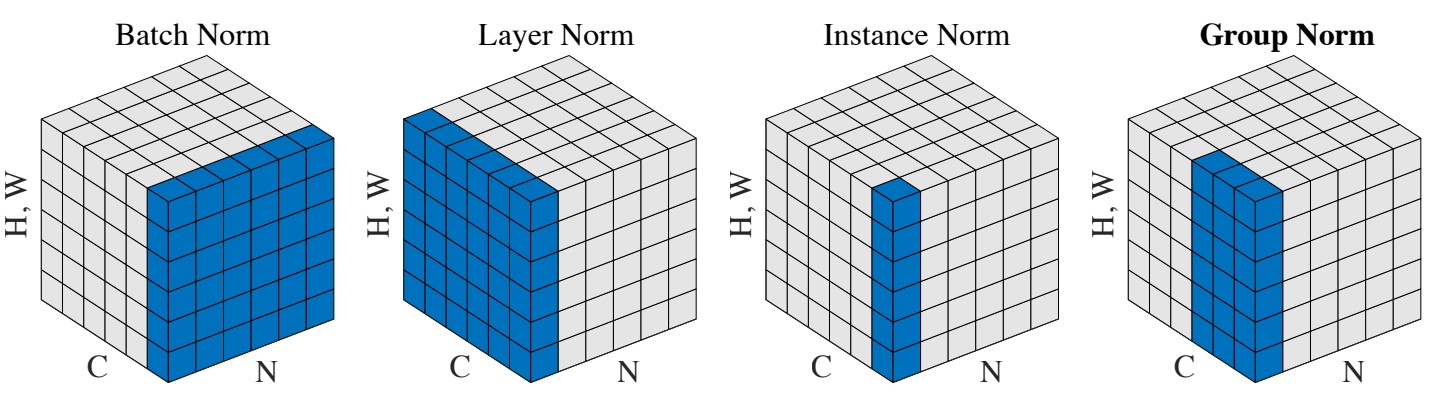 Batch Norm
H, W
C
N
Layer Norm
H, W
C
N
Instance Norm
H, W
C
N
Group Norm
H, W
C
N